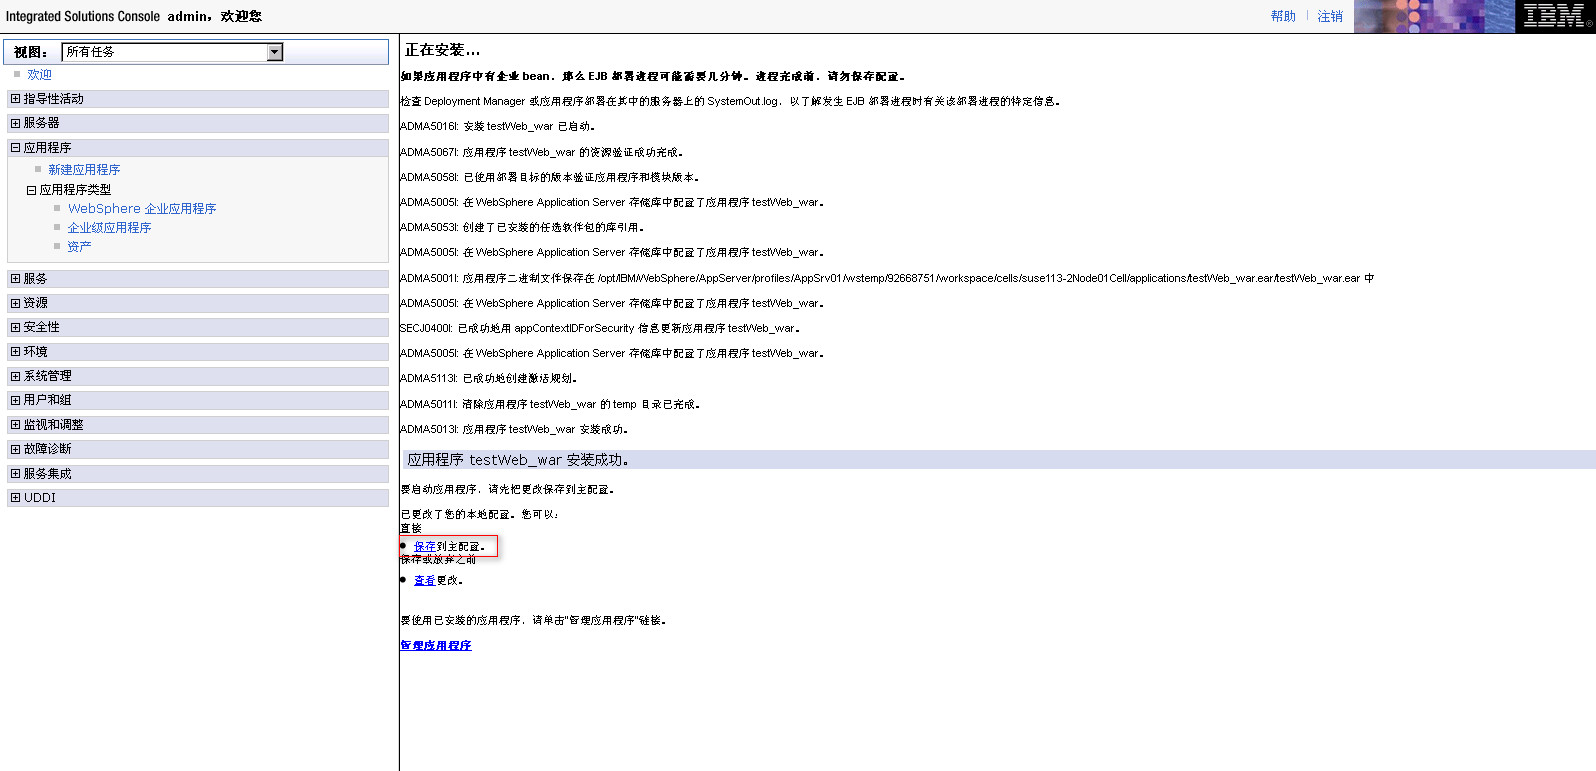 Integrated Solutions Console admin，欢迎您
帮助 注销
IBM
视图： 所有任务
欢迎
指导性活动
服务器
应用程序
新建应用程序
应用程序类型
WebSphere 企业应用程序
企业级应用程序
资产
服务
资源
安全性
环境
系统管理
用户和组
监视和调整
故障诊断
服务集成
UDDI
正在安装...
如果应用程序中有企业 bean，那么 EJB 部署进程可能需要几分钟。进程完成前，请勿保存配置。
检查 Deployment Manager 或应用程序部署在其中的服务器上的 SystemOut.log，以了解发生 EJB 部署进程时有关该部署进程的特定信息。
ADMA5016I: 安装 testWeb_war 已启动。
ADMA5067I: 应用程序 testWeb_war 的资源验证成功完成。
ADMA5058I: 已使用部署目标的版本验证应用程序和模块版本。
ADMA5005I: 在 WebSphere Application Server 存储库中配置了应用程序 testWeb_war。
ADMA5053I: 创建了已安装的任选软件包的库引用。
ADMA5005I: 在 WebSphere Application Server 存储库中配置了应用程序 testWeb_war。
ADMA5001I: 应用程序二进制文件保存在 /opt/IBM/WebSphere/AppServer/profiles/AppSrv01/wstemp/92668751/workspace/cells/suse113-2Node01Cell/applications/testWeb_war.ear/testWeb_war.ear 中
ADMA5005I: 在 WebSphere Application Server 存储库中配置了应用程序 testWeb_war。
SECJ0400I: 已成功地用 appContextIDForSecurity 信息更新应用程序 testWeb_war。
ADMA5005I: 在 WebSphere Application Server 存储库中配置了应用程序 testWeb_war。
ADMA5113I: 已成功地创建激活规划。
ADMA5011I: 清除应用程序 testWeb_war 的 temp 目录已完成。
ADMA5013I: 应用程序 testWeb_war 安装成功。
应用程序 testWeb_war 安装成功。
要启动应用程序，请先把更改保存到主配置。
已更改了您的本地配置。您可以：
直接
保存到主配置。
保存或放弃之前
查看更改。
要使用已安装的应用程序，请单击"管理应用程序"链接。
管理应用程序